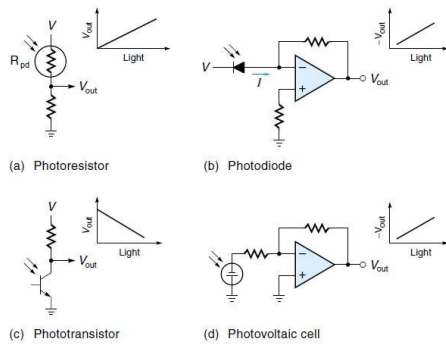 V
V_out
Light
R_pd
V_out
(a) Photoresistor
−V_out
Light
V
I
−
+
V_out
(b) Photodiode
V
V_out
Light
V_out
(c) Phototransistor
−V_out
Light
−
+
V_out
(d) Photovoltaic cell